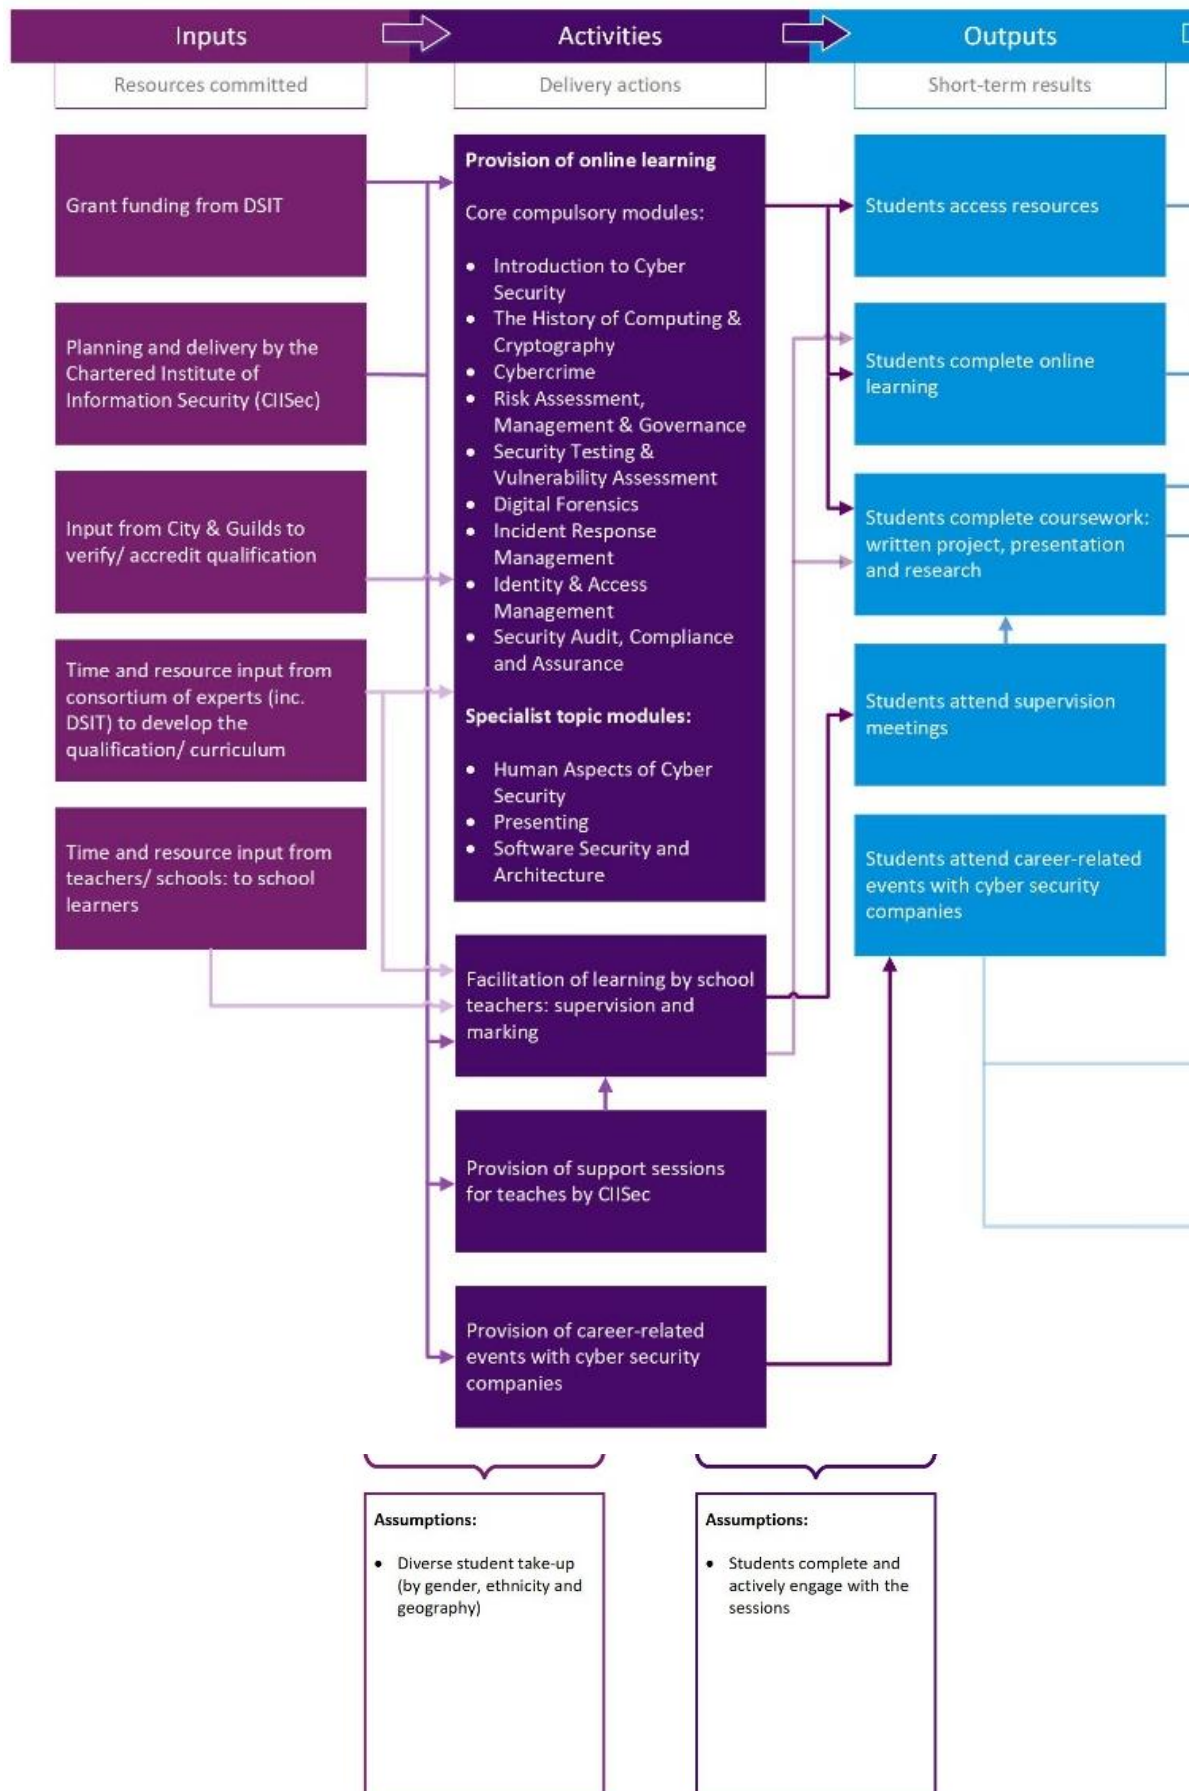 Inputs
Activities
Outputs
Resources committed
Delivery actions
Short-term results
Grant funding from DSIT
Planning and delivery by the
Chartered Institute of
Information Security (CIISec)
Input from City & Guilds to
verify/ accredit qualification
Time and resource input from
consortium of experts (inc.
DSIT) to develop the
qualification/ curriculum
Time and resource input from
teachers/ schools: to school
learners
Provision of online learning
Core compulsory modules:
• Introduction to Cyber
Security
• The History of Computing &
Cryptography
• Cybercrime
• Risk Assessment,
Management & Governance
• Security Testing &
Vulnerability Assessment
• Digital Forensics
• Incident Response
Management
• Identity & Access
Management
• Security Audit, Compliance
and Assurance
Specialist topic modules:
• Human Aspects of Cyber
Security
• Presenting
• Software Security and
Architecture
Facilitation of learning by school
teachers: supervision and
marking
Provision of support sessions
for teaches by CIISec
Provision of career-related
events with cyber security
companies
Students access resources
Students complete online
learning
Students complete coursework:
written project, presentation
and research
Students attend supervision
meetings
Students attend career-related
events with cyber security
companies
Assumptions:
• Diverse student take-up
(by gender, ethnicity and
geography)
Assumptions:
• Students complete and
actively engage with the
sessions